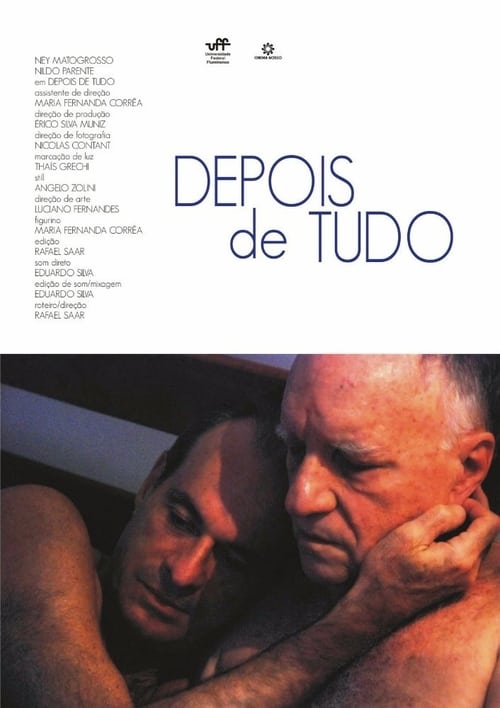 NEY MATOGROSSO
NILDO PARENTE
em DEPOIS DE TUDO
assistente de direção
MARIA FERNANDA CORRÊA
direção de produção
ÉRICO SILVA MUNIZ
direção de fotografia
NICOLAS CONTANT
marcação de luz
THAÍS GRECHI
still
ANGELO ZOLINI
direção de arte
LUCIANO FERNANDES
figurino
MARIA FERNANDA CORRÊA
edição
RAFAEL SAAR
som direto
EDUARDO SILVA
edição de som/mixagem
EDUARDO SILVA
roteiro/direção
RAFAEL SAAR
uff
Universidade
Federal
Fluminense
CINEMA NOSSO
DEPOIS
de TUDO